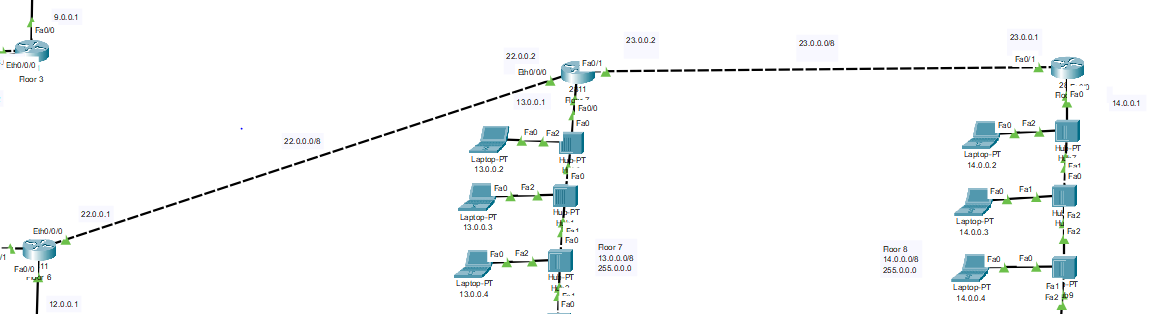 9.0.0.1
Fa0/0
Eth0/0/0
Floor 3
22.0.0.2
Eth0/0/0
Fa0/1
23.0.0.2
23.0.0.0/8
23.0.0.1
Fa0/1
14.0.0.1
13.0.0.1
Fa0/0
Fa0
Fa0
22.0.0.0/8
Fa0
Fa2
Laptop-PT
13.0.0.2
Hub-PT
Fa0
Fa0
Fa2
Laptop-PT
13.0.0.3
Hub-PT
Fa0
Fa0
Fa2
Laptop-PT
13.0.0.4
Fa0
Floor 7
13.0.0.0/8
255.0.0.0
Fa0
Fa2
Laptop-PT
14.0.0.2
Hub-PT
Fa1
Fa0
Fa0
Fa1
Laptop-PT
14.0.0.3
Fa2
Fa2
Floor 8
14.0.0.0/8
255.0.0.0
Fa0
Fa0
Laptop-PT
14.0.0.4
Fa1
Fa2
22.0.0.1
Eth0/0/0
Fa0/0
12.0.0.1